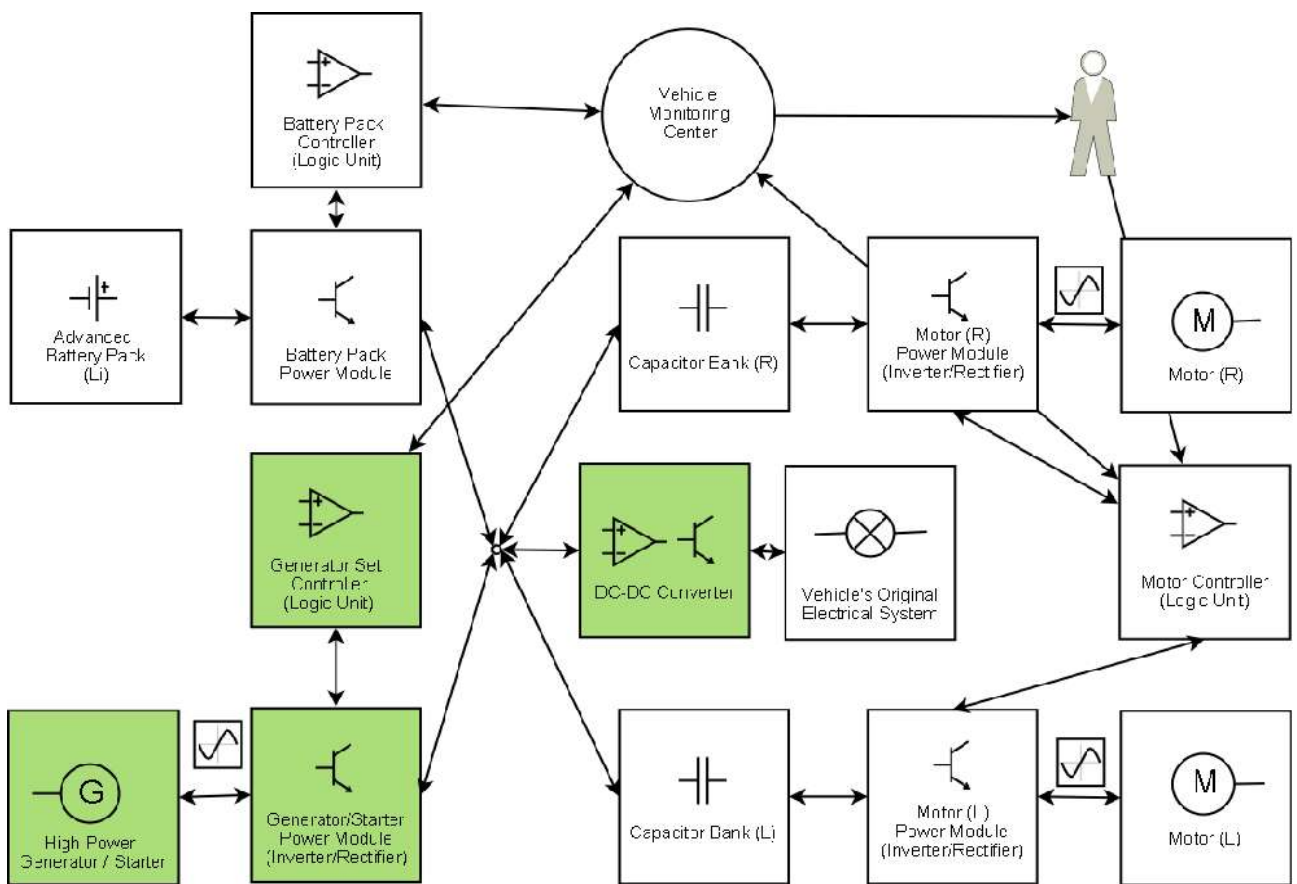 Battery Pack
Controller
(Logic Unit)
Vehicle
Monitoring
Center
Advanced
Battery Pack
(Li)
Battery Pack
Power Module
Capacitor Eank (R)
Motor (R)
Power Module
(Inverter/Rectifier)
M
Motor (R)
Generator Set
Controller
(Logic Unit)
DC-DC Converter
Vehicle's Original
Electrical System
Motor Controller
(Logic Unit)
G
High Power
Generator / Starter
Generator/Starter
Power Module
(Inverter/Rectifier)
Capacitor Bank (L)
Motor (L)
Power Module
(Inverter/Rectifier)
M
Motor (L)